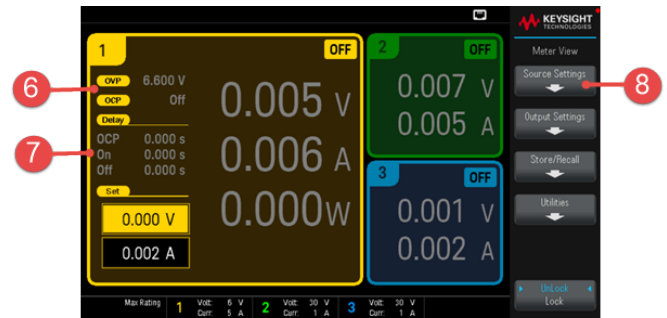 KEYSIGHT
TECHNOLOGIES
Meter View
1 OFF
OVP 6.600 V
OCP Off
Delay
OCP 0.000 s
On 0.000 s
Off 0.000 s
Set
0.000 V
0.002 A
0.005 V
0.006 A
0.000W
2 OFF
0.007 V
0.005 A
3 OFF
0.001 V
0.002 A
Source Settings
Output Settings
Store/Recall
Utilities
UnLock
Lock
Max Rating 1 Volt: 6 V 2 Volt: 30 V 3 Volt: 30 V
Curr: 5 A Curr: 1 A Curr: 1 A
6
7
8